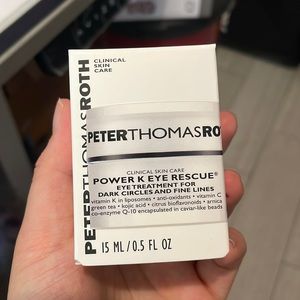 CLINICAL
SKIN
CARE
PETERTHOMASROTH
PETERTHOMASRO
CLINICAL SKIN CARE
POWER K EYE RESCUE®
EYE TREATMENT FOR
DARK CIRCLES AND FINE LINES
vitamin K in liposomes • anti-oxidants • vitamin C
green tea • kojic acid • citrus bioflavonoids • arnica
co-enzyme Q-10 encapsulated in caviar-like beads
15 ML/0.5 FL OZ